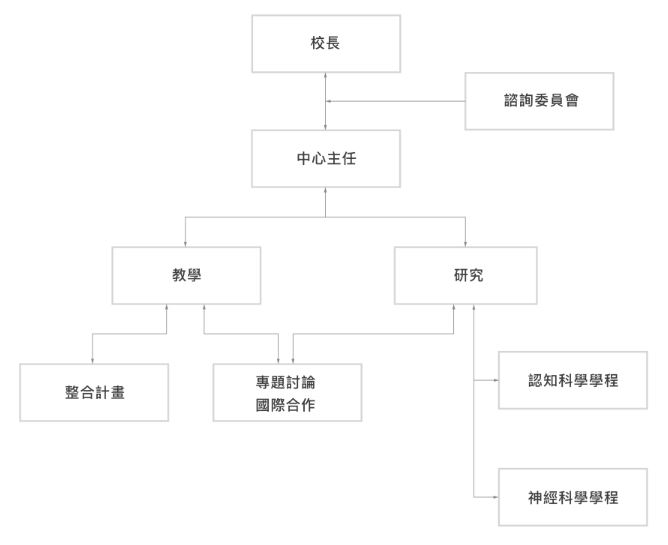 校長
諮詢委員會
中心主任
教學
研究
整合計畫
專題討論
國際合作
認知科學學程
神經科學學程